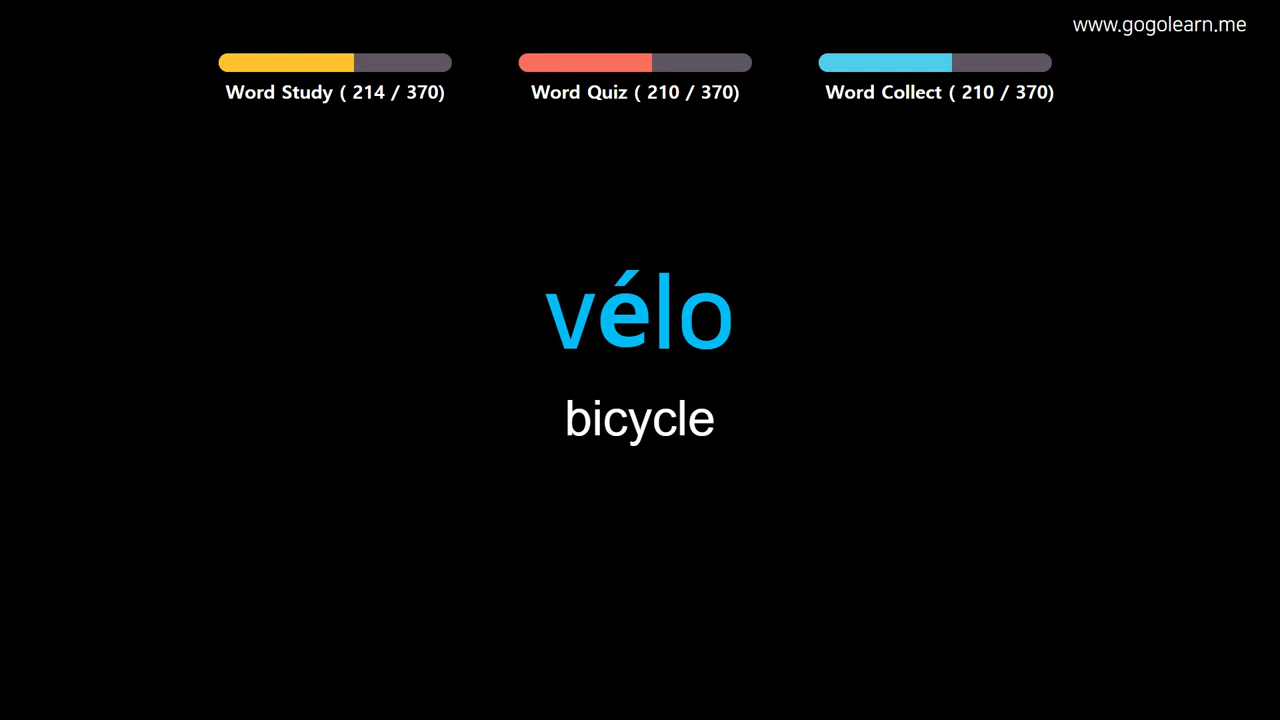 www.gogolearn.me
Word Study ( 214 / 370)
Word Quiz ( 210 / 370)
Word Collect ( 210 / 370)
vélo
bicycle